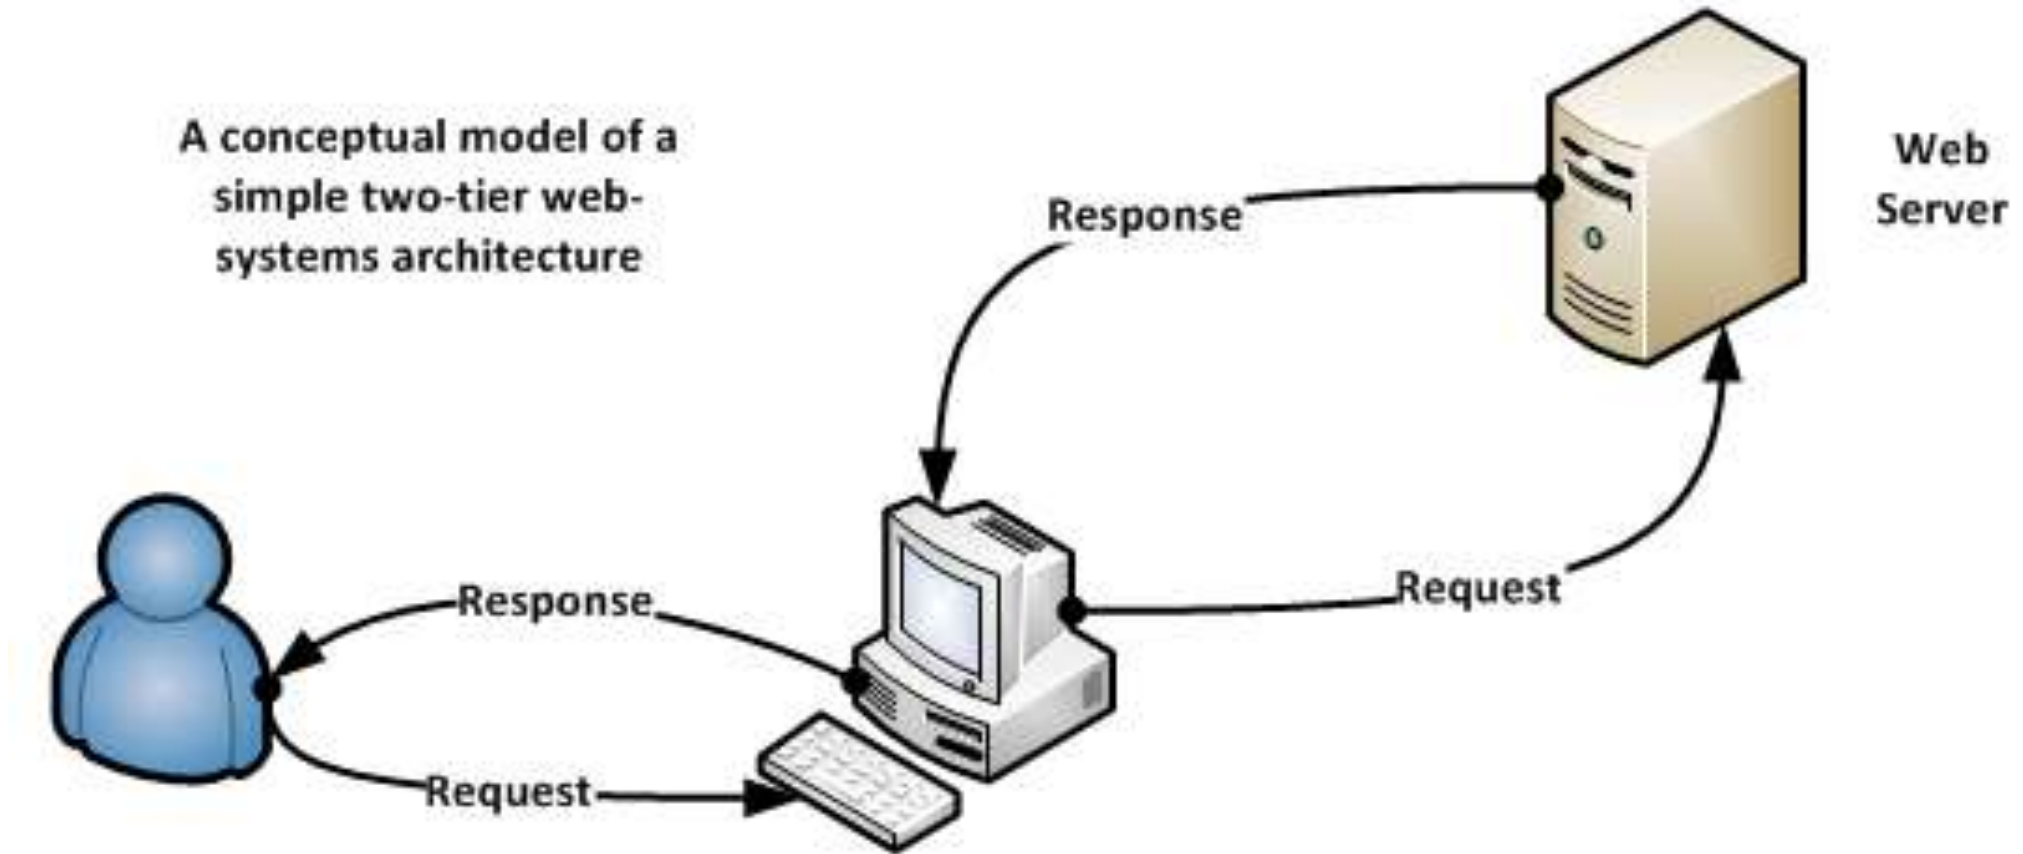 A conceptual model of a
simple two-tier web-
systems architecture
Web
Server
Response
Request
Response
Request